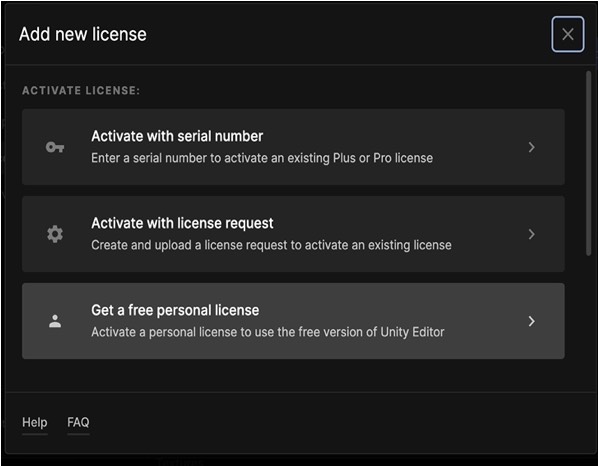 Add new license
ACTIVATE LICENSE:
Activate with serial number
Enter a serial number to activate an existing Plus or Pro license
Activate with license request
Create and upload a license request to activate an existing license
Get a free personal license
Activate a personal license to use the free version of Unity Editor
Help FAQ